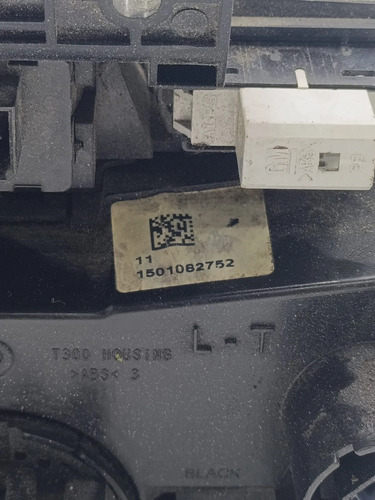 11
1501082752
L-T
T300 HOUSING
>ABS< 3
BLACK